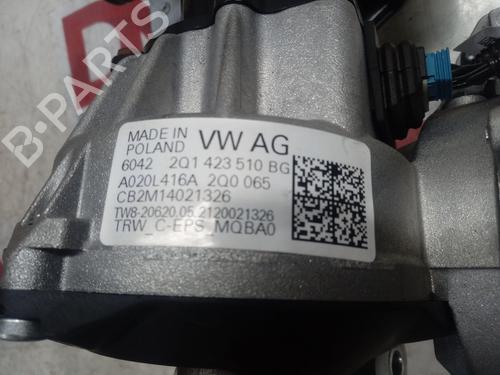 B-PARTS
MADE IN
POLAND
VW AG
6042 2Q1 423 510 BG
A020L416A 2Q0 065
CB2M14021326
TW8-20620.05.2120021326
TRW_C-EPS_MQBA0